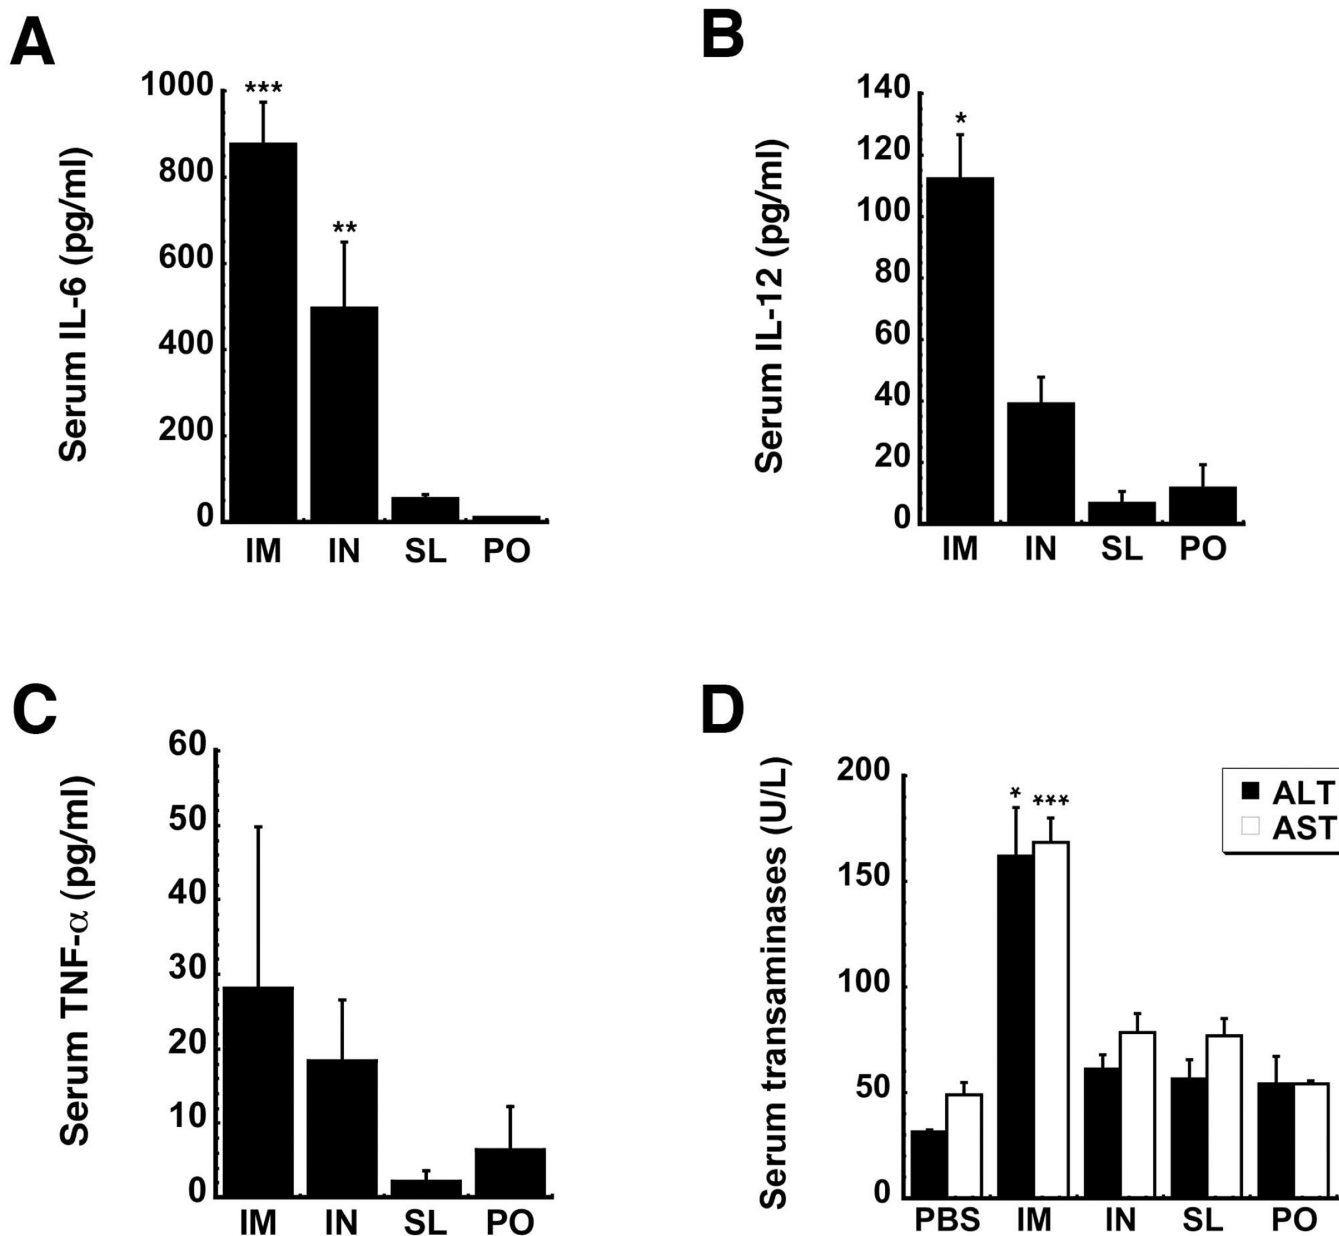 A
Serum IL-6 (pg/ml)
1000
800
600
400
200
0
***
**
IM IN SL PO
B
Serum IL-12 (pg/ml)
140
120
100
80
60
40
20
0
*
IM IN SL PO
C
Serum TNF-α (pg/ml)
60
50
40
30
20
10
0
IM IN SL PO
D
Serum transaminases (U/L)
200
150
100
50
0
* ***
ALT
AST
PBS IM IN SL PO